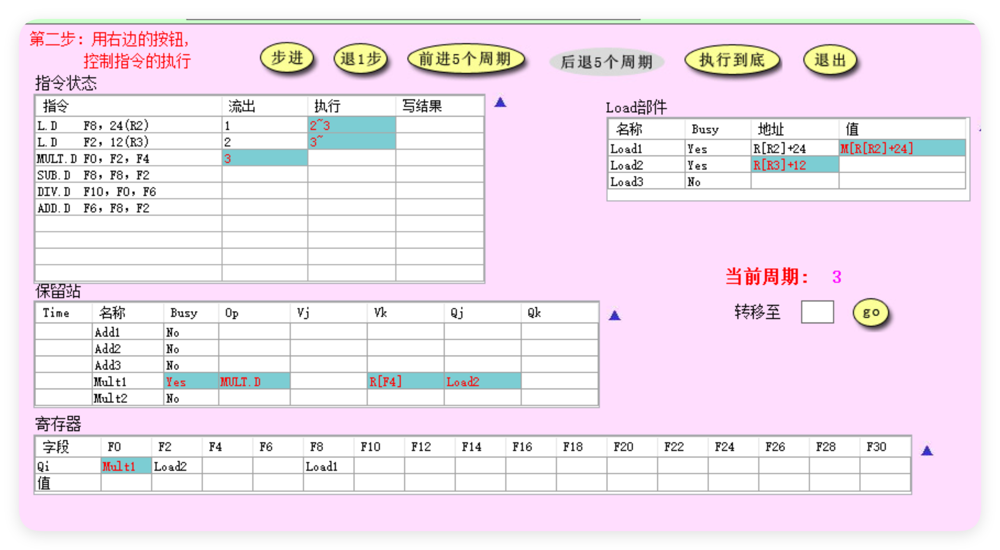 第二步：用右边的按钮，
控制指令的执行
步进 退1步 前进5个周期 后退5个周期 执行到底 退出
指令状态
指令 流出 执行 写结果
L.D F8, 24(R2) 1 2~3
L.D F2, 12(R3) 2 3~
MULT.D F0, F2, F4 3
SUB.D F8, F8, F2
DIV.D F10, F0, F6
ADD.D F6, F8, F2
Load部件
名称 Busy 地址 值
Load1 Yes R[R2]+24 M[R[R2]+24]
Load2 Yes R[R3]+12
Load3 No
当前周期： 3
转移至 go
保留站
Time 名称 Busy Op Vj Vk Qj Qk
Add1 No
Add2 No
Add3 No
Mult1 Yes MULT.D R[F4] Load2
Mult2 No
寄存器
字段 F0 F2 F4 F6 F8 F10 F12 F14 F16 F18 F20 F22 F24 F26 F28 F30
Qi Mult1 Load2 Load1
值